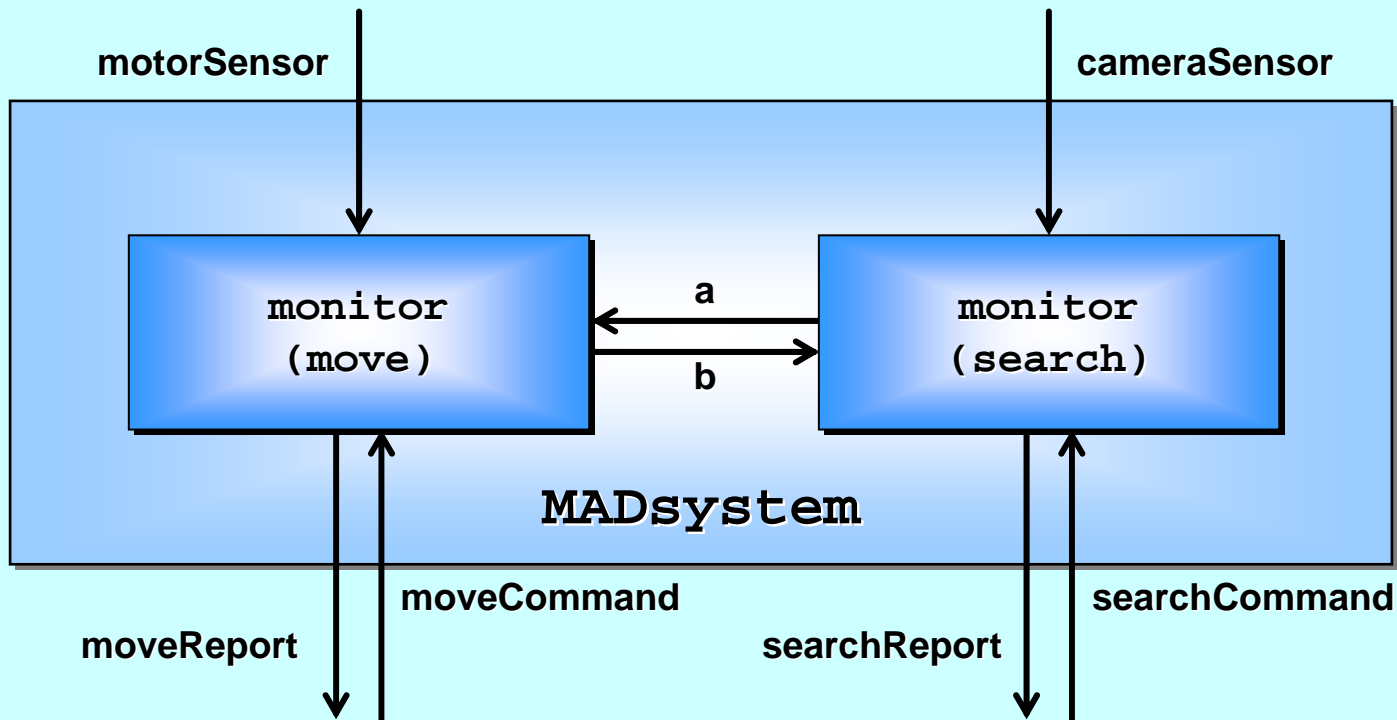 motorSensor
cameraSensor
monitor
(move)
a
b
monitor
(search)
MADsystem
moveCommand
searchCommand
moveReport
searchReport